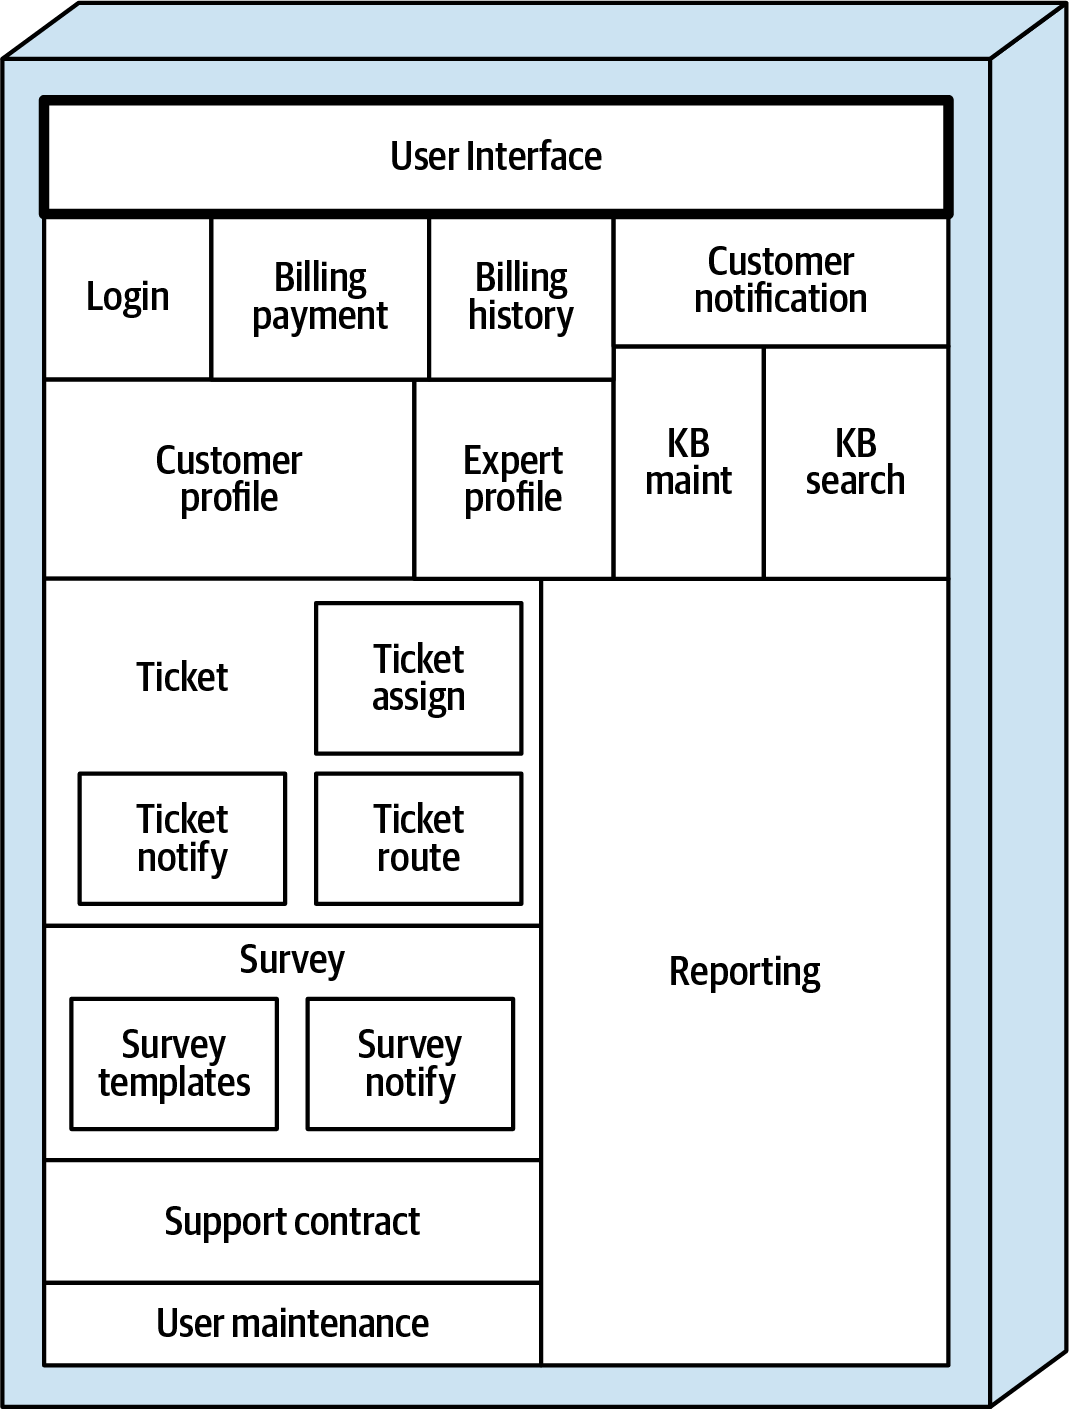 User Interface
Login
Billing
payment
Billing
history
Customer
notification
Customer
profile
Expert
profile
KB
maint
KB
search
Ticket
Ticket
assign
Ticket
notify
Ticket
route
Survey
Survey
templates
Survey
notify
Reporting
Support contract
User maintenance